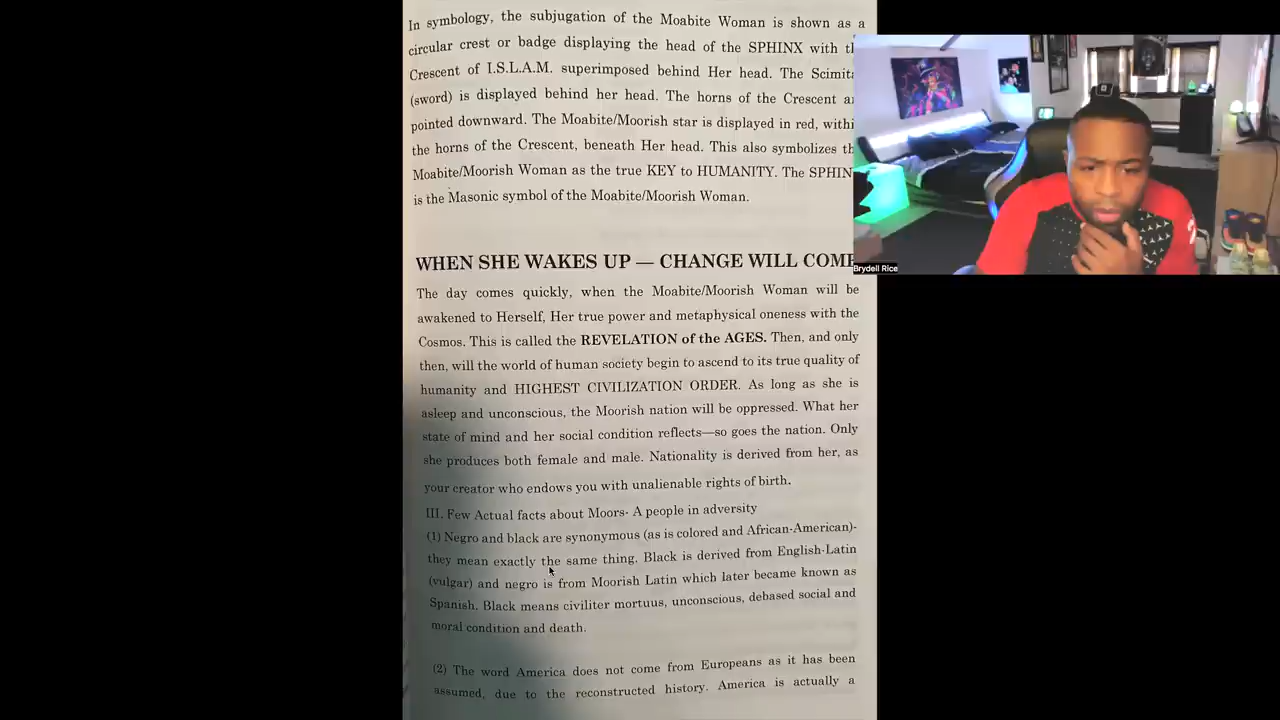 In symbology, the subjugation of the Moabite Woman is shown as a
circular crest or badge displaying the head of the SPHINX with
Crescent of I.S.L.A.M. superimposed behind Her head. The
(sword) is displayed behind her head. The horns of the Crescent
pointed downward. The Moabite/Moorish star is displayed in red,
the horns of the Crescent, beneath Her head. This also symbolizes
Moabite/Moorish Woman as the true KEY to HUMANITY. The
is the Masonic symbol of the Moabite/Moorish Woman.
WHEN SHE WAKES UP — CHANGE WILL COME
The day comes quickly, when the Moabite/Moorish Woman will be
awakened to Herself, Her true power and metaphysical oneness with the
Cosmos. This is called the REVELATION of the AGES. Then, and only
then, will the world of human society begin to ascend to its true quality of
humanity and HIGHEST CIVILIZATION ORDER. As long as she is
asleep and unconscious, the Moorish nation will be oppressed. What her
state of mind and her social condition reflects—so goes the nation. Only
she produces both female and male. Nationality is derived from her, as
your creator who endows you with unalienable rights of birth.
III. Few Actual facts about Moors- A people in adversity
(1) Negro and black are synonymous (as is colored and African-American)-
they mean exactly the same thing. Black is derived from English-Latin
(vulgar) and negro is from Moorish Latin which later became known as
Spanish. Black means civiliter mortuus, unconscious, debased social and
moral condition and death.
(2) The word America does not come from Europeans as it has been
assumed, due to the reconstructed history. America is actually a
Brydell Rice